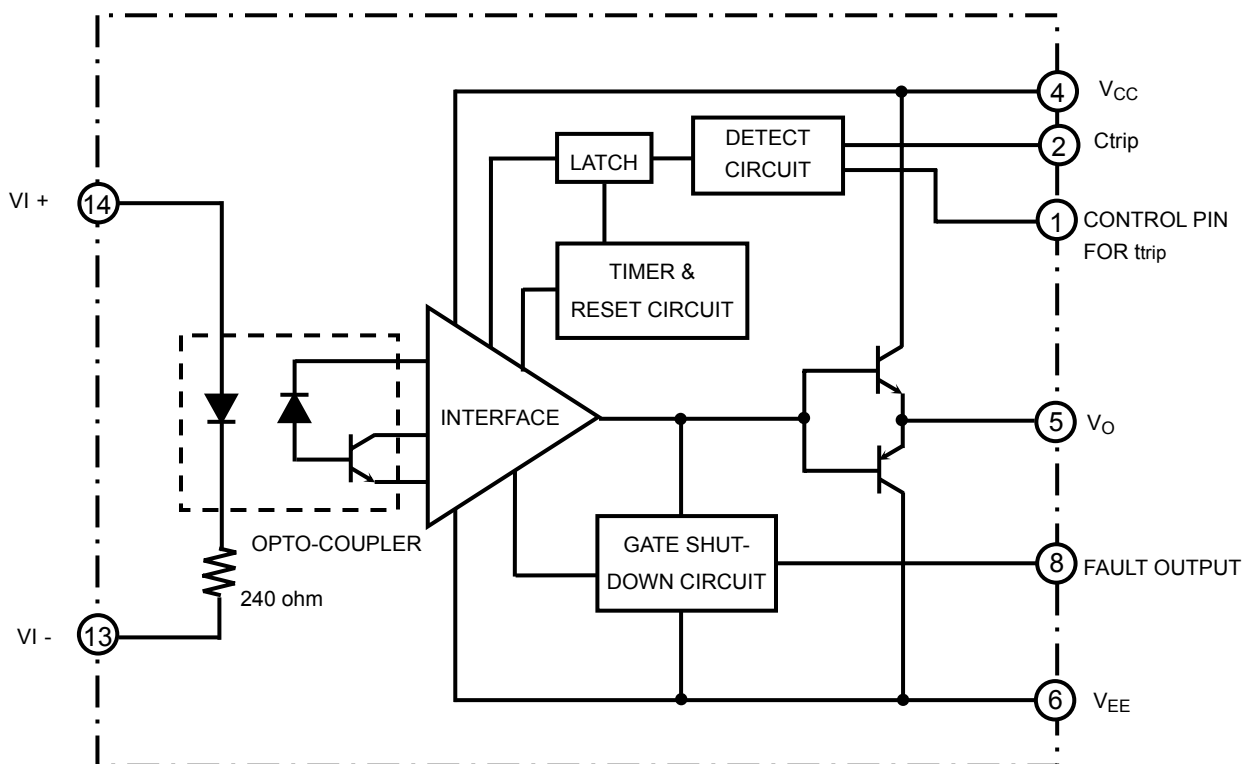 4
VCC
2
Ctrip
DETECT
CIRCUIT
LATCH
14
VI +
1
CONTROL PIN
FOR ttrip
TIMER &
RESET CIRCUIT
INTERFACE
5
VO
OPTO-COUPLER
GATE SHUT-
DOWN CIRCUIT
8
FAULT OUTPUT
240 ohm
VI -
13
6
VEE